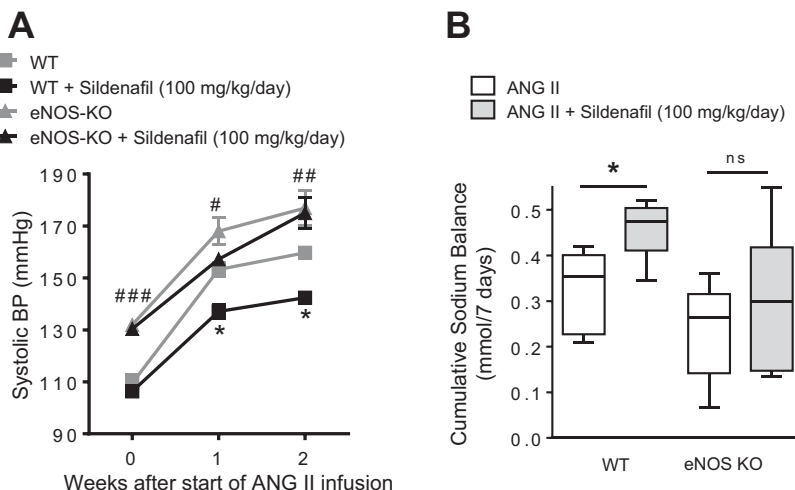 A
WT
WT + Sildenafil (100 mg/kg/day)
eNOS-KO
eNOS-KO + Sildenafil (100 mg/kg/day)
Systolic BP (mmHg)
190
170
150
130
110
90
###
#
##
*
*
0 1 2
Weeks after start of ANG II infusion
B
ANG II
ANG II + Sildenafil (100 mg/kg/day)
Cumulative Sodium Balance
(mmol/7 days)
* ns
0.5
0.4
0.3
0.2
0.1
0.0
WT eNOS KO